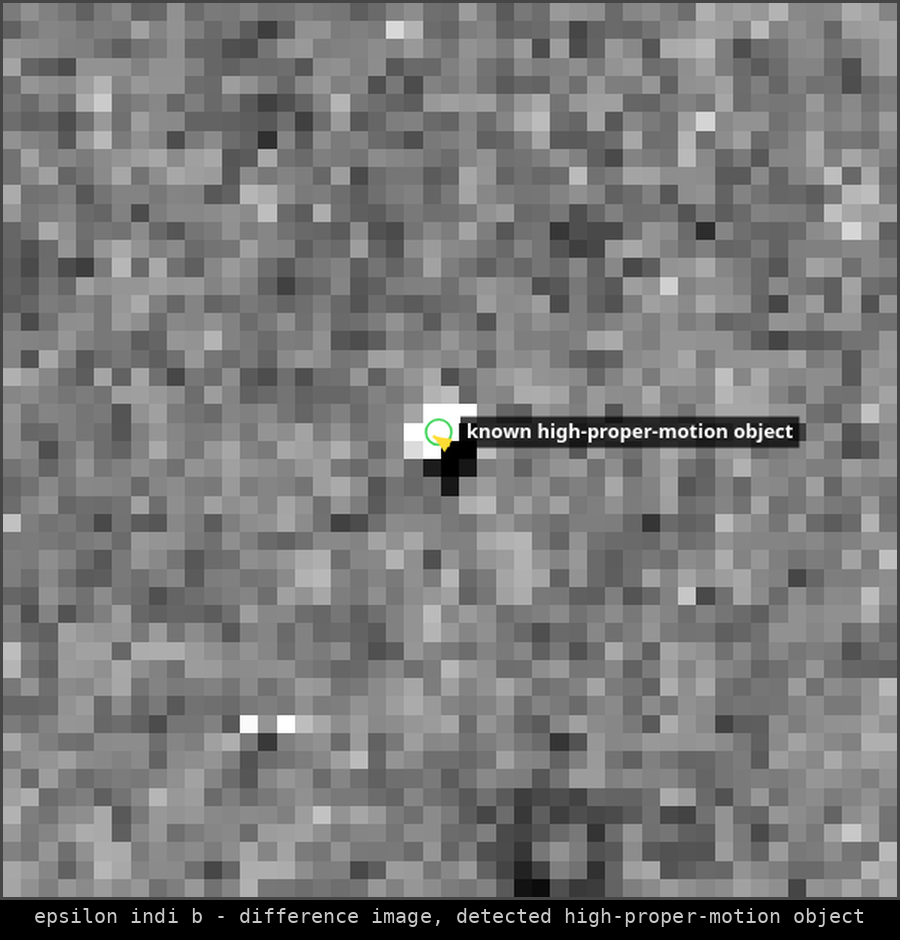 known high-proper-motion object
epsilon indi b - difference image, detected high-proper-motion object